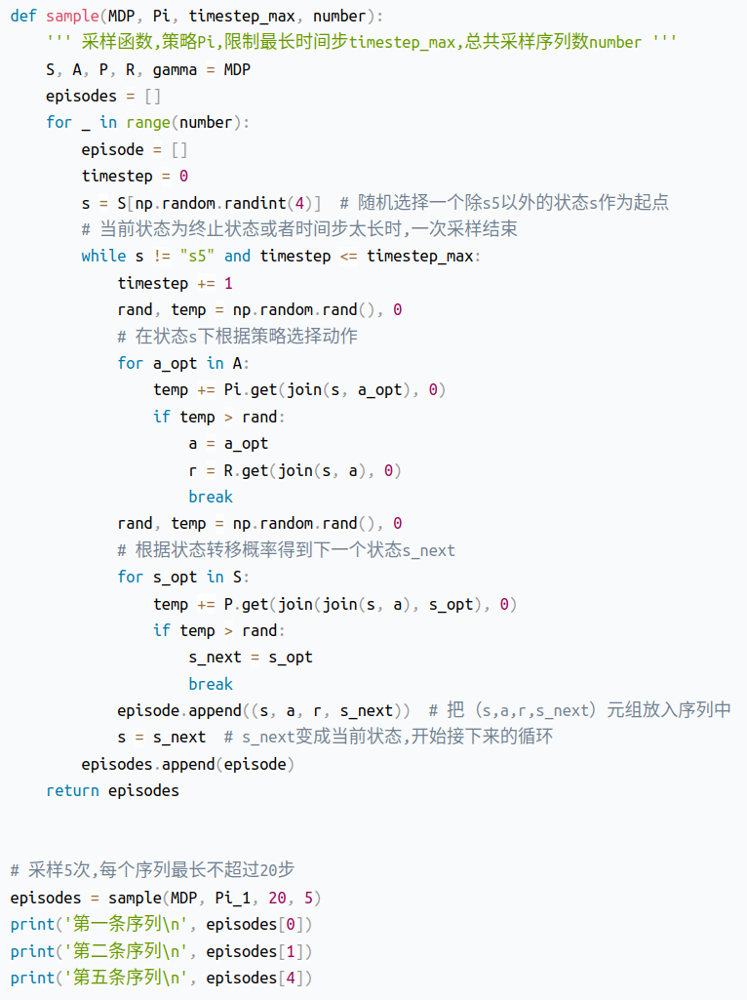 def sample(MDP, Pi, timestep_max, number):
    ''' 采样函数,策略Pi,限制最长时间步timestep_max,总共采样序列数number '''
    S, A, P, R, gamma = MDP
    episodes = []
    for _ in range(number):
        episode = []
        timestep = 0
        s = S[np.random.randint(4)]  # 随机选择一个除s5以外的状态s作为起点
        # 当前状态为终止状态或者时间步太长时,一次采样结束
        while s != "s5" and timestep <= timestep_max:
            timestep += 1
            rand, temp = np.random.rand(), 0
            # 在状态s下根据策略选择动作
            for a_opt in A:
                temp += Pi.get(join(s, a_opt), 0)
                if temp > rand:
                    a = a_opt
                    r = R.get(join(s, a), 0)
                    break
            rand, temp = np.random.rand(), 0
            # 根据状态转移概率得到下一个状态s_next
            for s_opt in S:
                temp += P.get(join(join(s, a), s_opt), 0)
                if temp > rand:
                    s_next = s_opt
                    break
            episode.append((s, a, r, s_next))  # 把（s,a,r,s_next）元组放入序列中
            s = s_next  # s_next变成当前状态,开始接下来的循环
        episodes.append(episode)
    return episodes
# 采样5次,每个序列最长不超过20步
episodes = sample(MDP, Pi_1, 20, 5)
print('第一条序列\n', episodes[0])
print('第二条序列\n', episodes[1])
print('第五条序列\n', episodes[4])